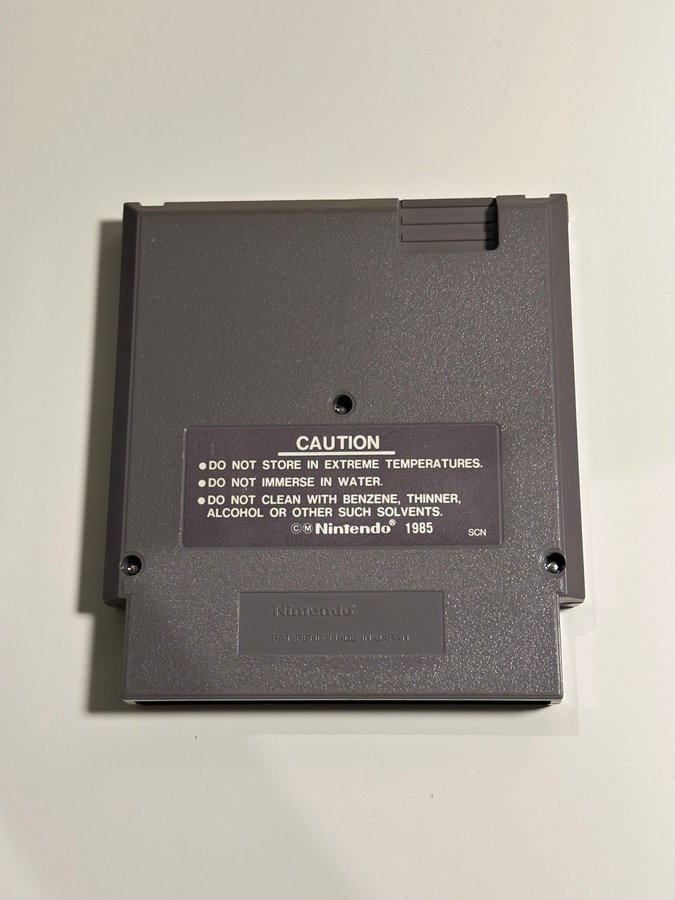 CAUTION
●DO NOT STORE IN EXTREME TEMPERATURES.
●DO NOT IMMERSE IN WATER.
●DO NOT CLEAN WITH BENZENE, THINNER,
ALCOHOL OR OTHER SUCH SOLVENTS.
©Ⓜ Nintendo® 1985
SCN
Nintendo®
PAT. PEND. MADE IN JAPAN